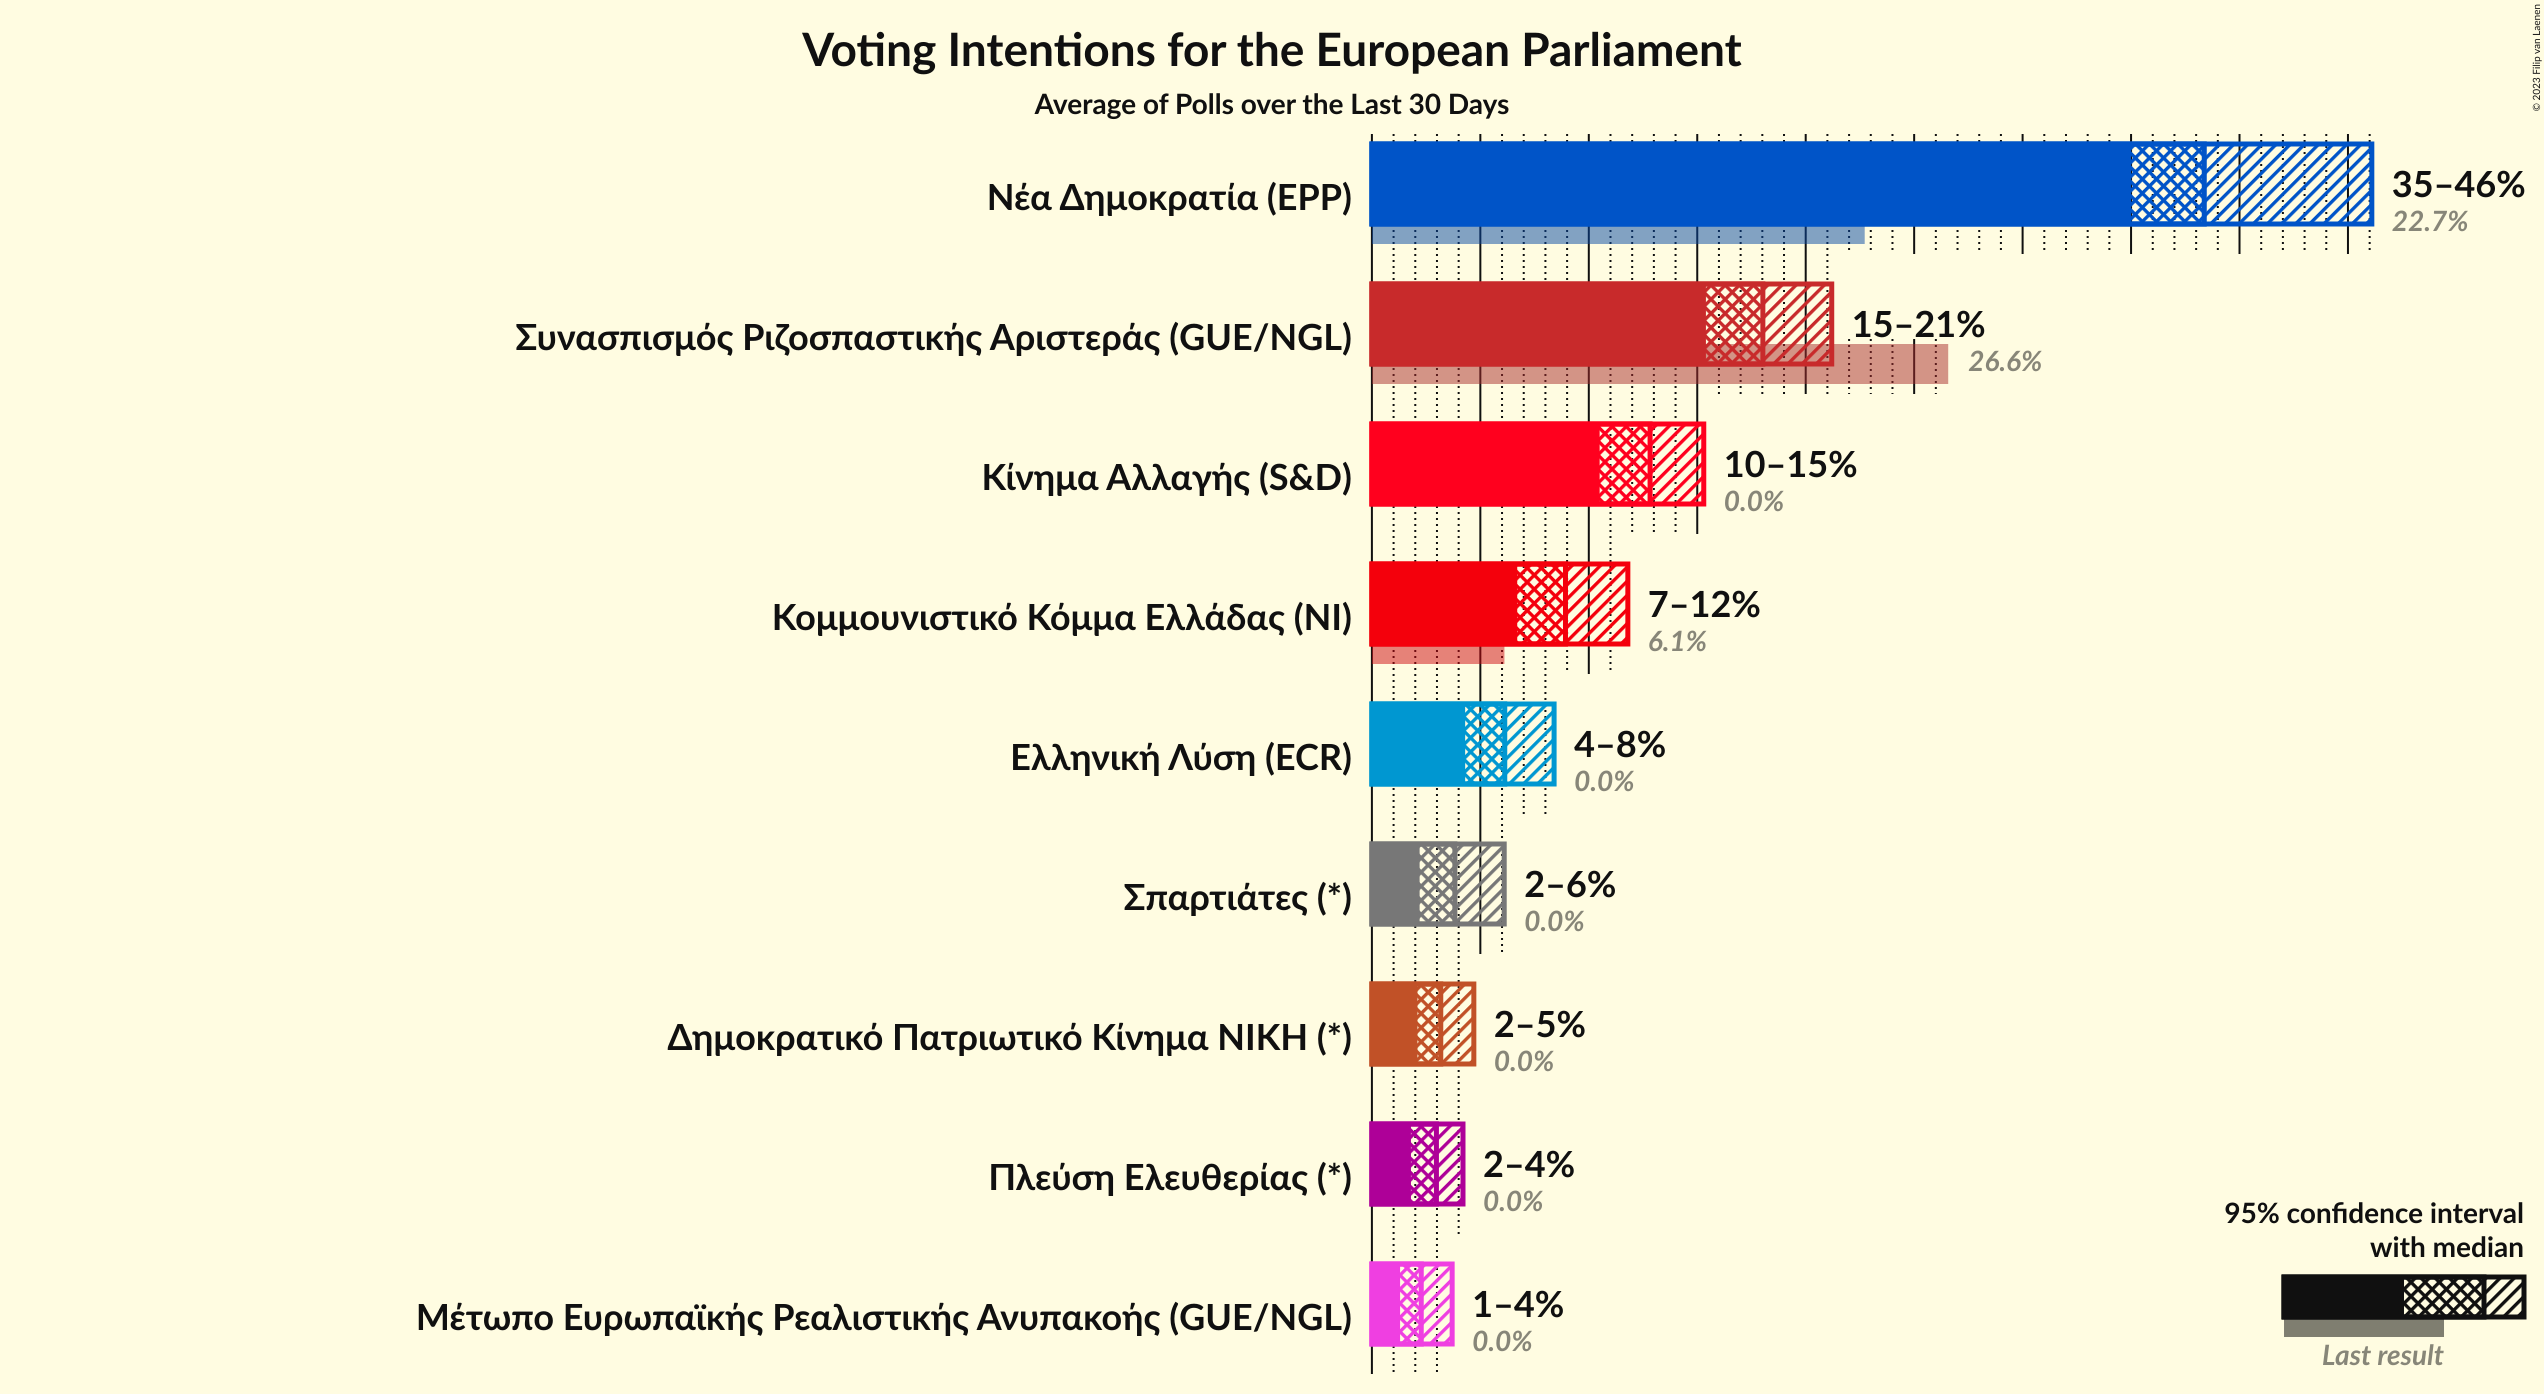 Voting Intentions for the European Parliament
Average of Polls over the Last 30 Days
© 2023 Filip van Laenen
Νέα Δημοκρατία (EPP)
35–46%
22.7%
Συνασπισμός Ριζοσπαστικής Αριστεράς (GUE/NGL)
15–21%
26.6%
Κίνημα Αλλαγής (S&D)
10–15%
0.0%
Κομμουνιστικό Κόμμα Ελλάδας (NI)
7–12%
6.1%
Ελληνική Λύση (ECR)
4–8%
0.0%
Σπαρτιάτες (*)
2–6%
0.0%
Δημοκρατικό Πατριωτικό Κίνημα ΝΙΚΗ (*)
2–5%
0.0%
Πλεύση Ελευθερίας (*)
2–4%
0.0%
Μέτωπο Ευρωπαϊκής Ρεαλιστικής Ανυπακοής (GUE/NGL)
1–4%
0.0%
95% confidence interval
with median
Last result